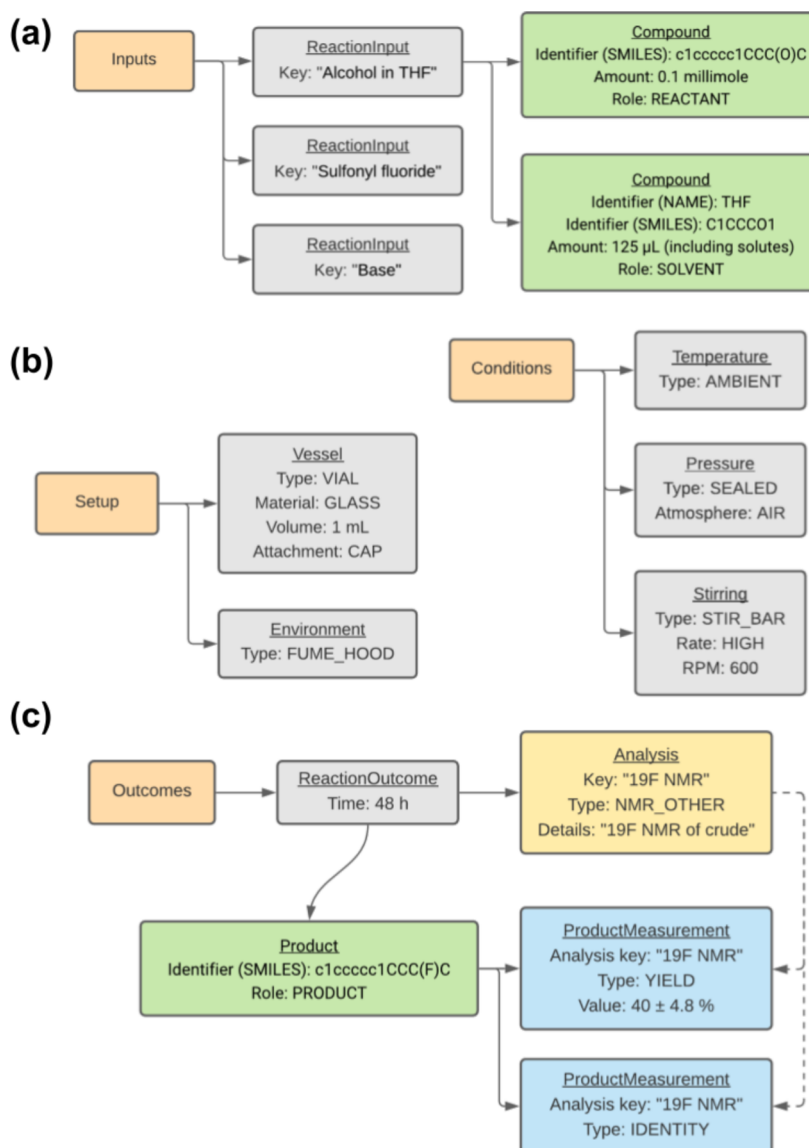 (a)
Inputs
ReactionInput
Key: "Alcohol in THF"
ReactionInput
Key: "Sulfonyl fluoride"
ReactionInput
Key: "Base"
Compound
Identifier (SMILES): c1ccccc1CCC(O)C
Amount: 0.1 millimole
Role: REACTANT
Compound
Identifier (NAME): THF
Identifier (SMILES): C1CCCO1
Amount: 125 µL (including solutes)
Role: SOLVENT
(b)
Setup
Vessel
Type: VIAL
Material: GLASS
Volume: 1 mL
Attachment: CAP
Environment
Type: FUME_HOOD
Conditions
Temperature
Type: AMBIENT
Pressure
Type: SEALED
Atmosphere: AIR
Stirring
Type: STIR_BAR
Rate: HIGH
RPM: 600
(c)
Outcomes
ReactionOutcome
Time: 48 h
Analysis
Key: "19F NMR"
Type: NMR_OTHER
Details: "19F NMR of crude"
Product
Identifier (SMILES): c1ccccc1CCC(F)C
Role: PRODUCT
ProductMeasurement
Analysis key: "19F NMR"
Type: YIELD
Value: 40 ± 4.8 %
ProductMeasurement
Analysis key: "19F NMR"
Type: IDENTITY